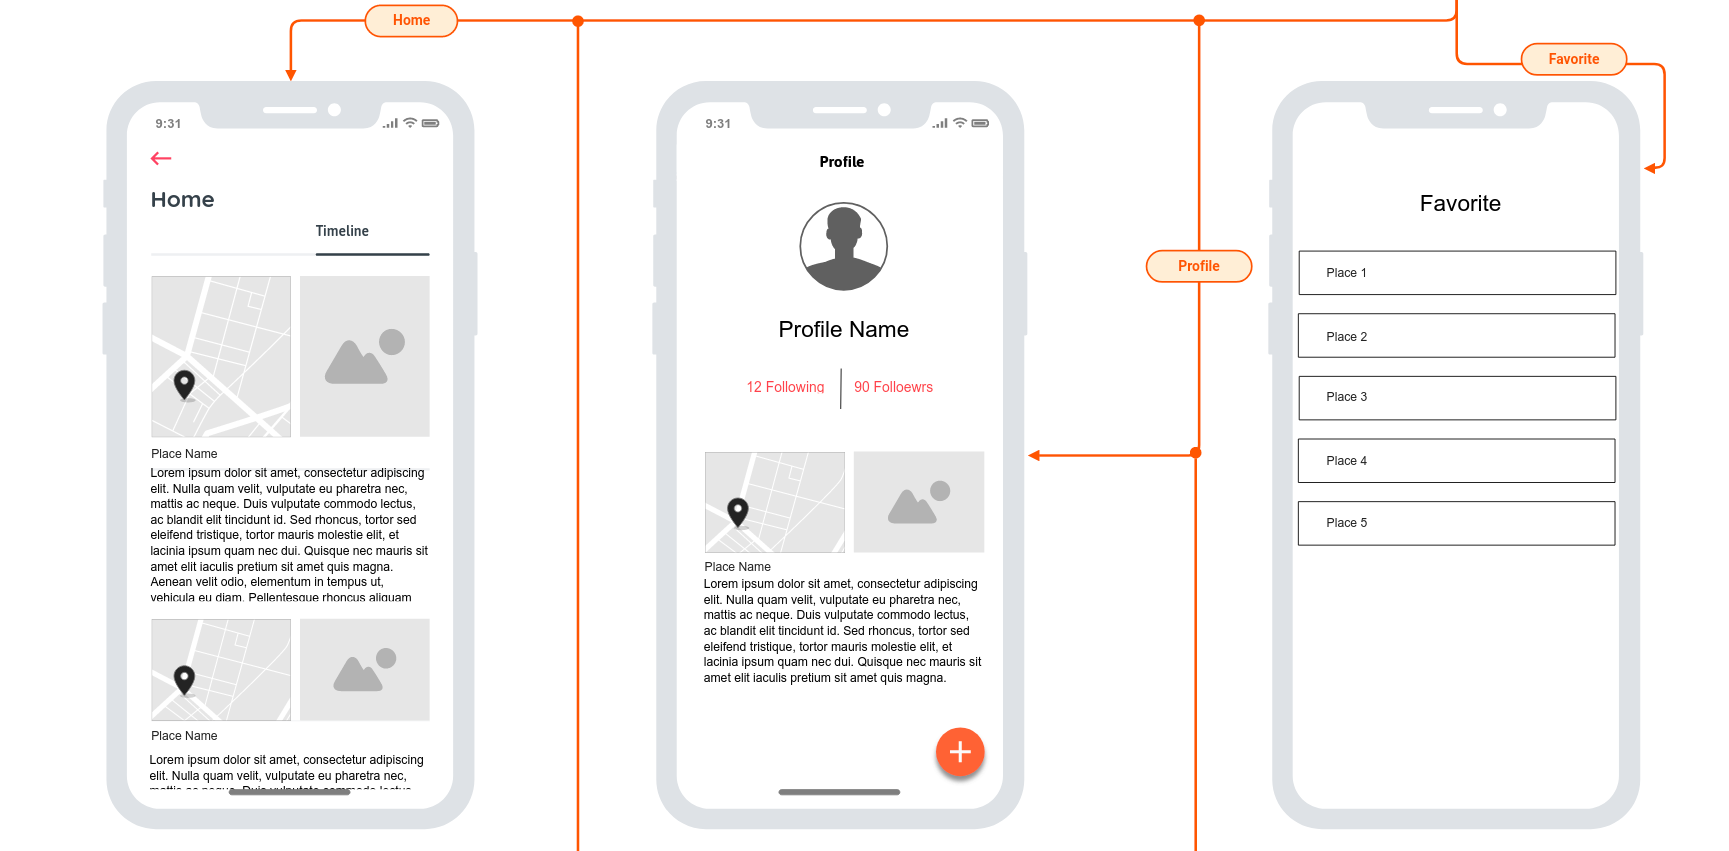 Home
Favorite
9:31
Home
Timeline
Place Name
Lorem ipsum dolor sit amet, consectetur adipiscing
elit. Nulla quam velit, vulputate eu pharetra nec,
mattis ac neque. Duis vulputate commodo lectus,
ac blandit elit tincidunt id. Sed rhoncus, tortor sed
eleifend tristique, tortor mauris molestie elit, et
lacinia ipsum quam nec dui. Quisque nec mauris sit
amet elit iaculis pretium sit amet quis magna.
Aenean velit odio, elementum in tempus ut,
vehicula eu diam. Pellentesque rhoncus aliquam
Place Name
Lorem ipsum dolor sit amet, consectetur adipiscing
elit. Nulla quam velit, vulputate eu pharetra nec,
mattis ac neque. Duis vulputate commodo lectus,
9:31
Profile
Profile Name
12 Following
90 Folloewrs
Place Name
Lorem ipsum dolor sit amet, consectetur adipiscing
elit. Nulla quam velit, vulputate eu pharetra nec,
mattis ac neque. Duis vulputate commodo lectus,
ac blandit elit tincidunt id. Sed rhoncus, tortor sed
eleifend tristique, tortor mauris molestie elit, et
lacinia ipsum quam nec dui. Quisque nec mauris sit
amet elit iaculis pretium sit amet quis magna.
Profile
Favorite
Place 1
Place 2
Place 3
Place 4
Place 5